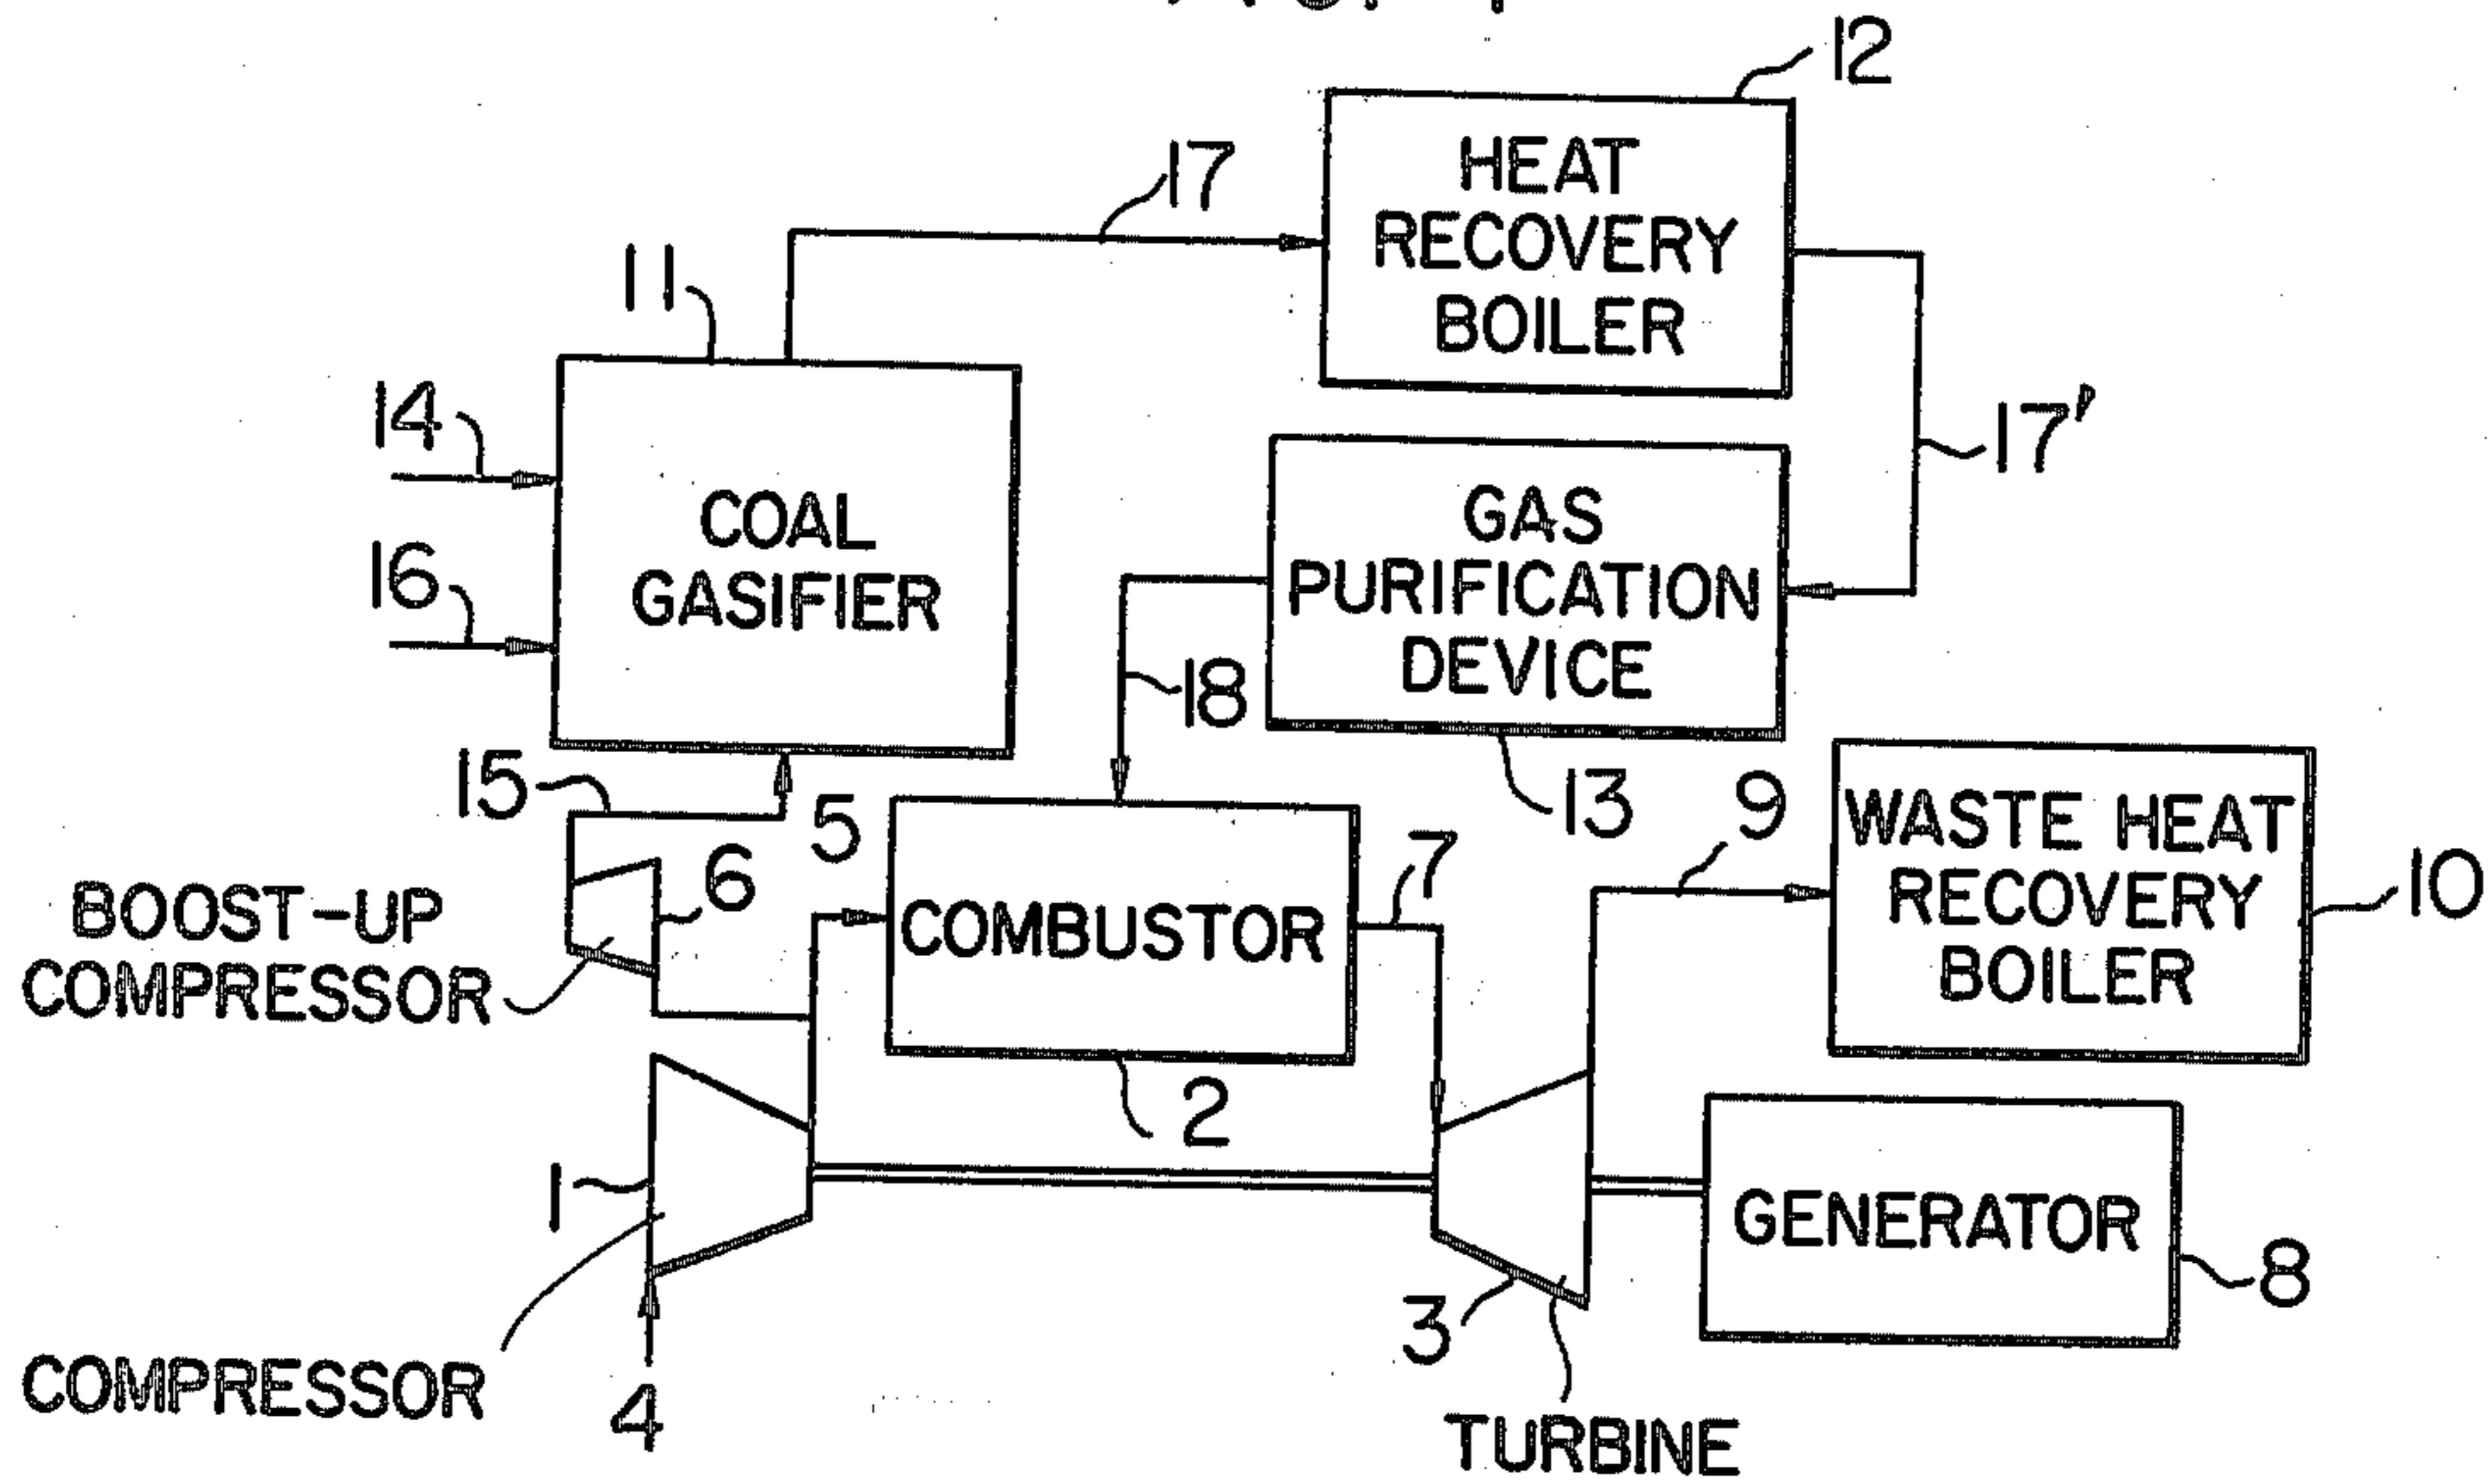 12
HEAT
RECOVERY
BOILER
17
11
17'
14
COAL
GASIFIER
16
GAS
PURIFICATION
DEVICE
18
13
15
5
6
BOOST-UP
COMPRESSOR
COMBUSTOR
7
9
WASTE HEAT
RECOVERY
BOILER
10
2
1
GENERATOR
8
3
COMPRESSOR
4
TURBINE